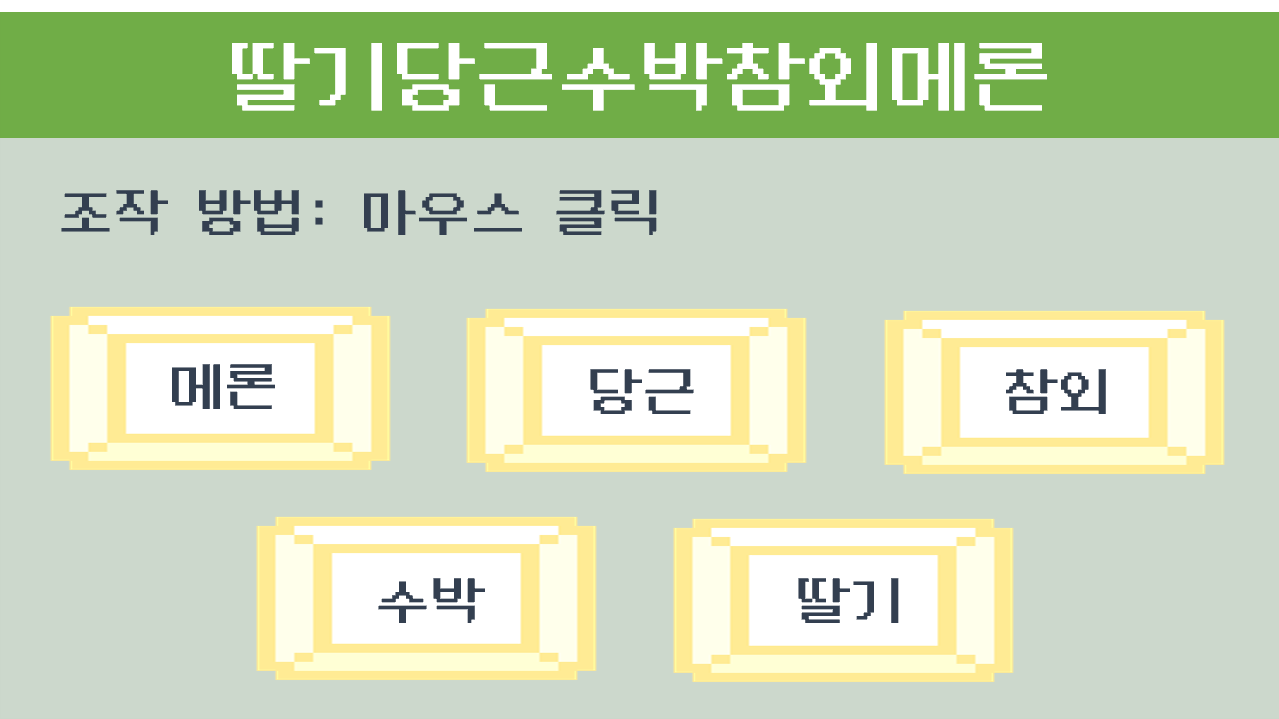 딸기당근수박참외메론
조작 방법: 마우스 클릭
메론
당근
참외
수박
딸기